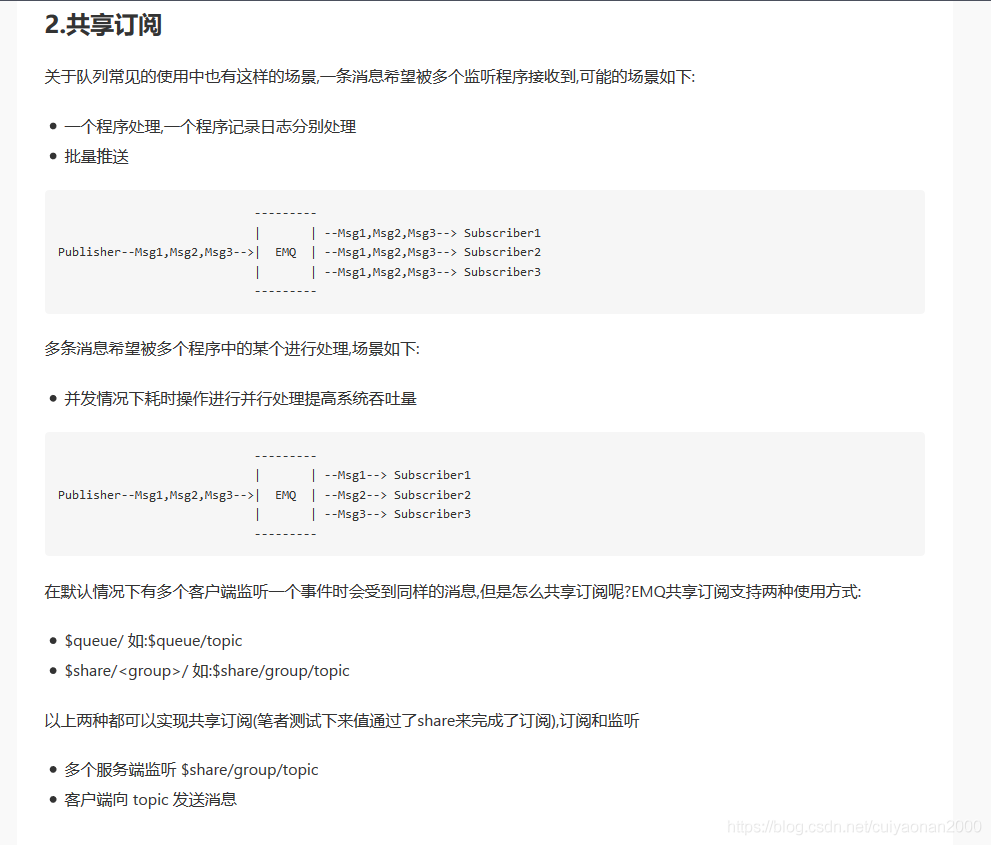 2.共享订阅
关于队列常见的使用中也有这样的场景,一条消息希望被多个监听程序接收到,可能的场景如下:
● 一个程序处理,一个程序记录日志分别处理
● 批量推送
---------
|       | --Msg1,Msg2,Msg3--> Subscriber1
Publisher--Msg1,Msg2,Msg3-->|  EMQ  | --Msg1,Msg2,Msg3--> Subscriber2
|       | --Msg1,Msg2,Msg3--> Subscriber3
---------
多条消息希望被多个程序中的某个进行处理,场景如下:
● 并发情况下耗时操作进行并行处理提高系统吞吐量
---------
|       | --Msg1--> Subscriber1
Publisher--Msg1,Msg2,Msg3-->|  EMQ  | --Msg2--> Subscriber2
|       | --Msg3--> Subscriber3
---------
在默认情况下有多个客户端监听一个事件时会受到同样的消息,但是怎么共享订阅呢?EMQ共享订阅支持两种使用方式:
● $queue/ 如:$queue/topic
● $share/<group>/ 如:$share/group/topic
以上两种都可以实现共享订阅(笔者测试下来值通过了share来完成了订阅),订阅和监听
● 多个服务端监听 $share/group/topic
● 客户端向 topic 发送消息
https://blog.csdn.net/cuiyaonan2000